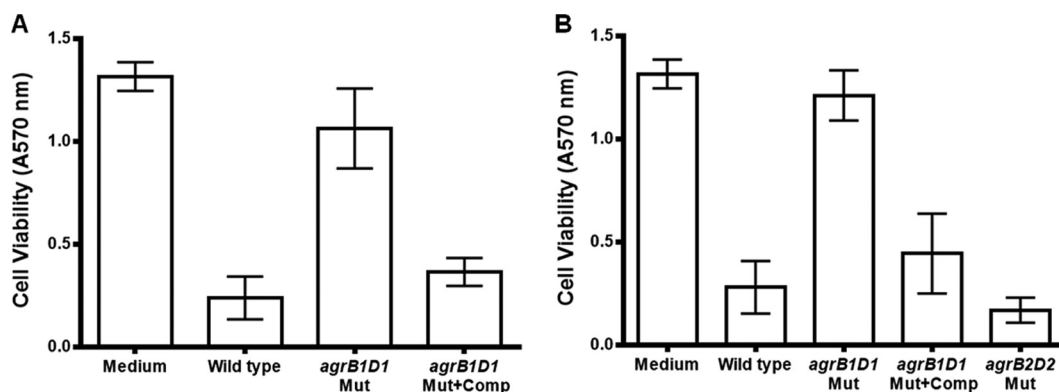 A
Cell Viability (A570 nm)
1.5
1.0
0.5
0.0
Medium
Wild type
agrB1D1
Mut
agrB1D1
Mut+Comp
B
Cell Viability (A570 nm)
1.5
1.0
0.5
0.0
Medium
Wild type
agrB1D1
Mut
agrB1D1
Mut+Comp
agrB2D2
Mut